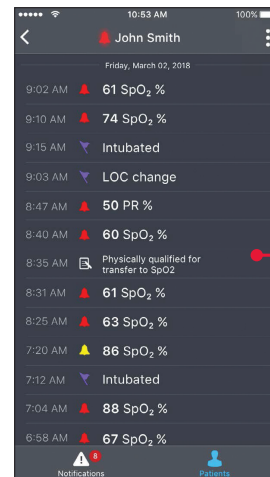 10:53 AM
100%
John Smith
Friday, March 02, 2018
9:02 AM 61 SpO₂ %
9:10 AM 74 SpO₂ %
9:15 AM Intubated
9:03 AM LOC change
8:47 AM 50 PR %
8:40 AM 60 SpO₂ %
8:35 AM Physically qualified for
transfer to SpO2
8:31 AM 61 SpO₂ %
8:25 AM 63 SpO₂ %
7:20 AM 86 SpO₂ %
7:12 AM Intubated
7:04 AM 88 SpO₂ %
6:58 AM 67 SpO₂ %
8
Notifications Patients